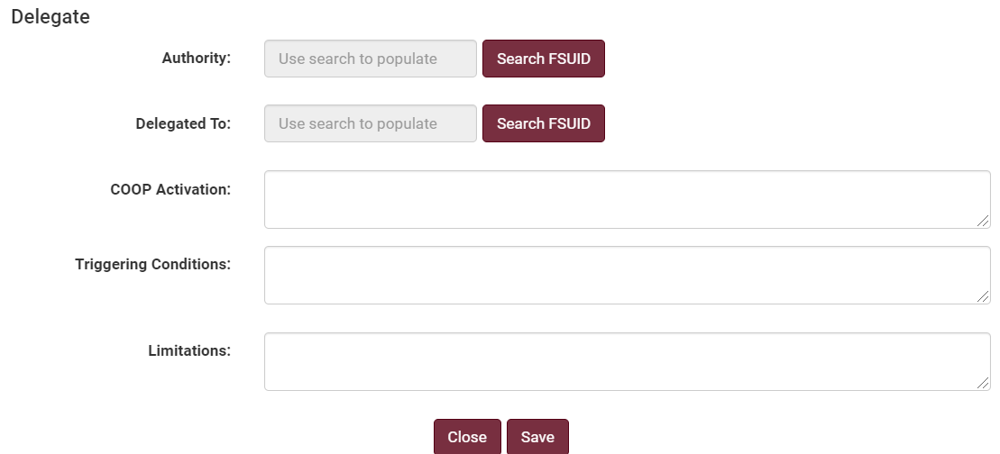 Delegate
Authority: Use search to populate Search FSUID
Delegated To: Use search to populate Search FSUID
COOP Activation:
Triggering Conditions:
Limitations:
Close Save